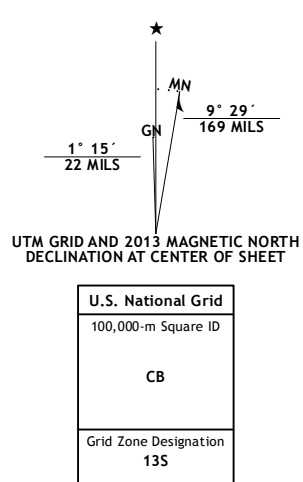 MN
GN
9° 29´
169 MILS
1° 15´
22 MILS
UTM GRID AND 2013 MAGNETIC NORTH
DECLINATION AT CENTER OF SHEET
U.S. National Grid
100,000-m Square ID
CB
Grid Zone Designation
13S